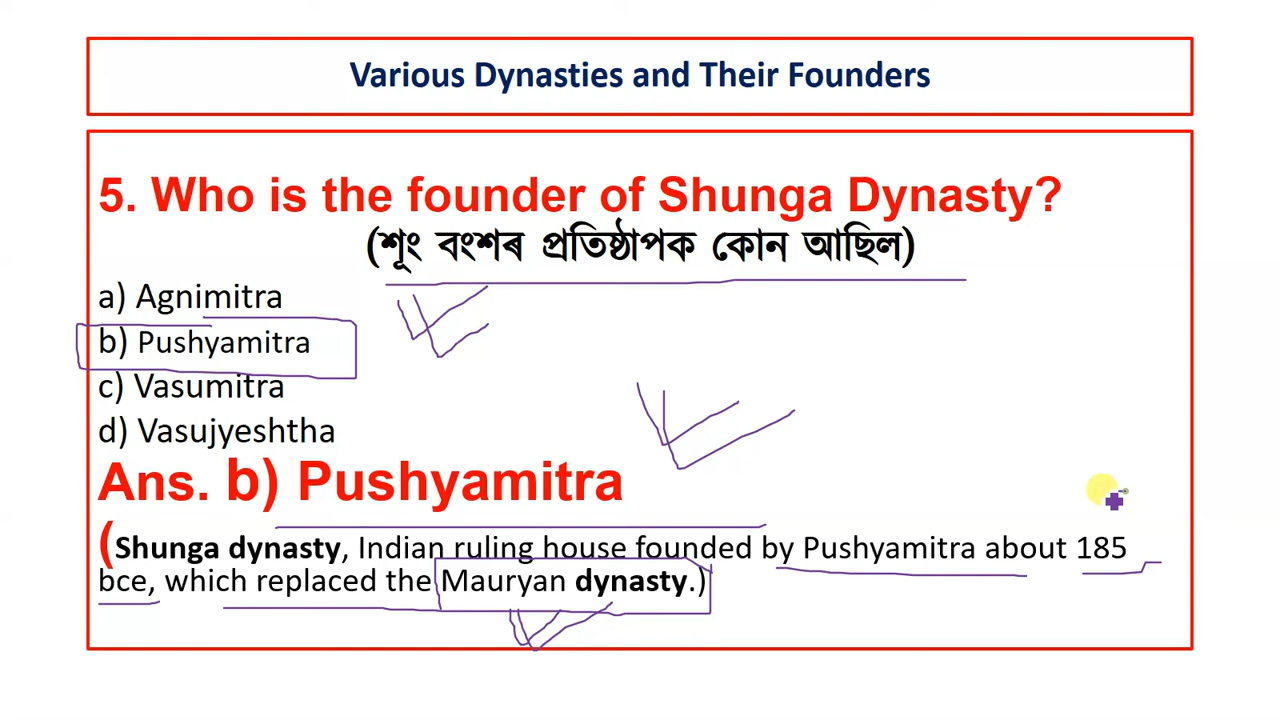 Various Dynasties and Their Founders
5. Who is the founder of Shunga Dynasty?
(শূং বংশৰ প্ৰতিষ্ঠাপক কোন আছিল)
a) Agnimitra
b) Pushyamitra
c) Vasumitra
d) Vasujyeshtha
Ans. b) Pushyamitra
(Shunga dynasty, Indian ruling house founded by Pushyamitra about 185
bce, which replaced the Mauryan dynasty.)